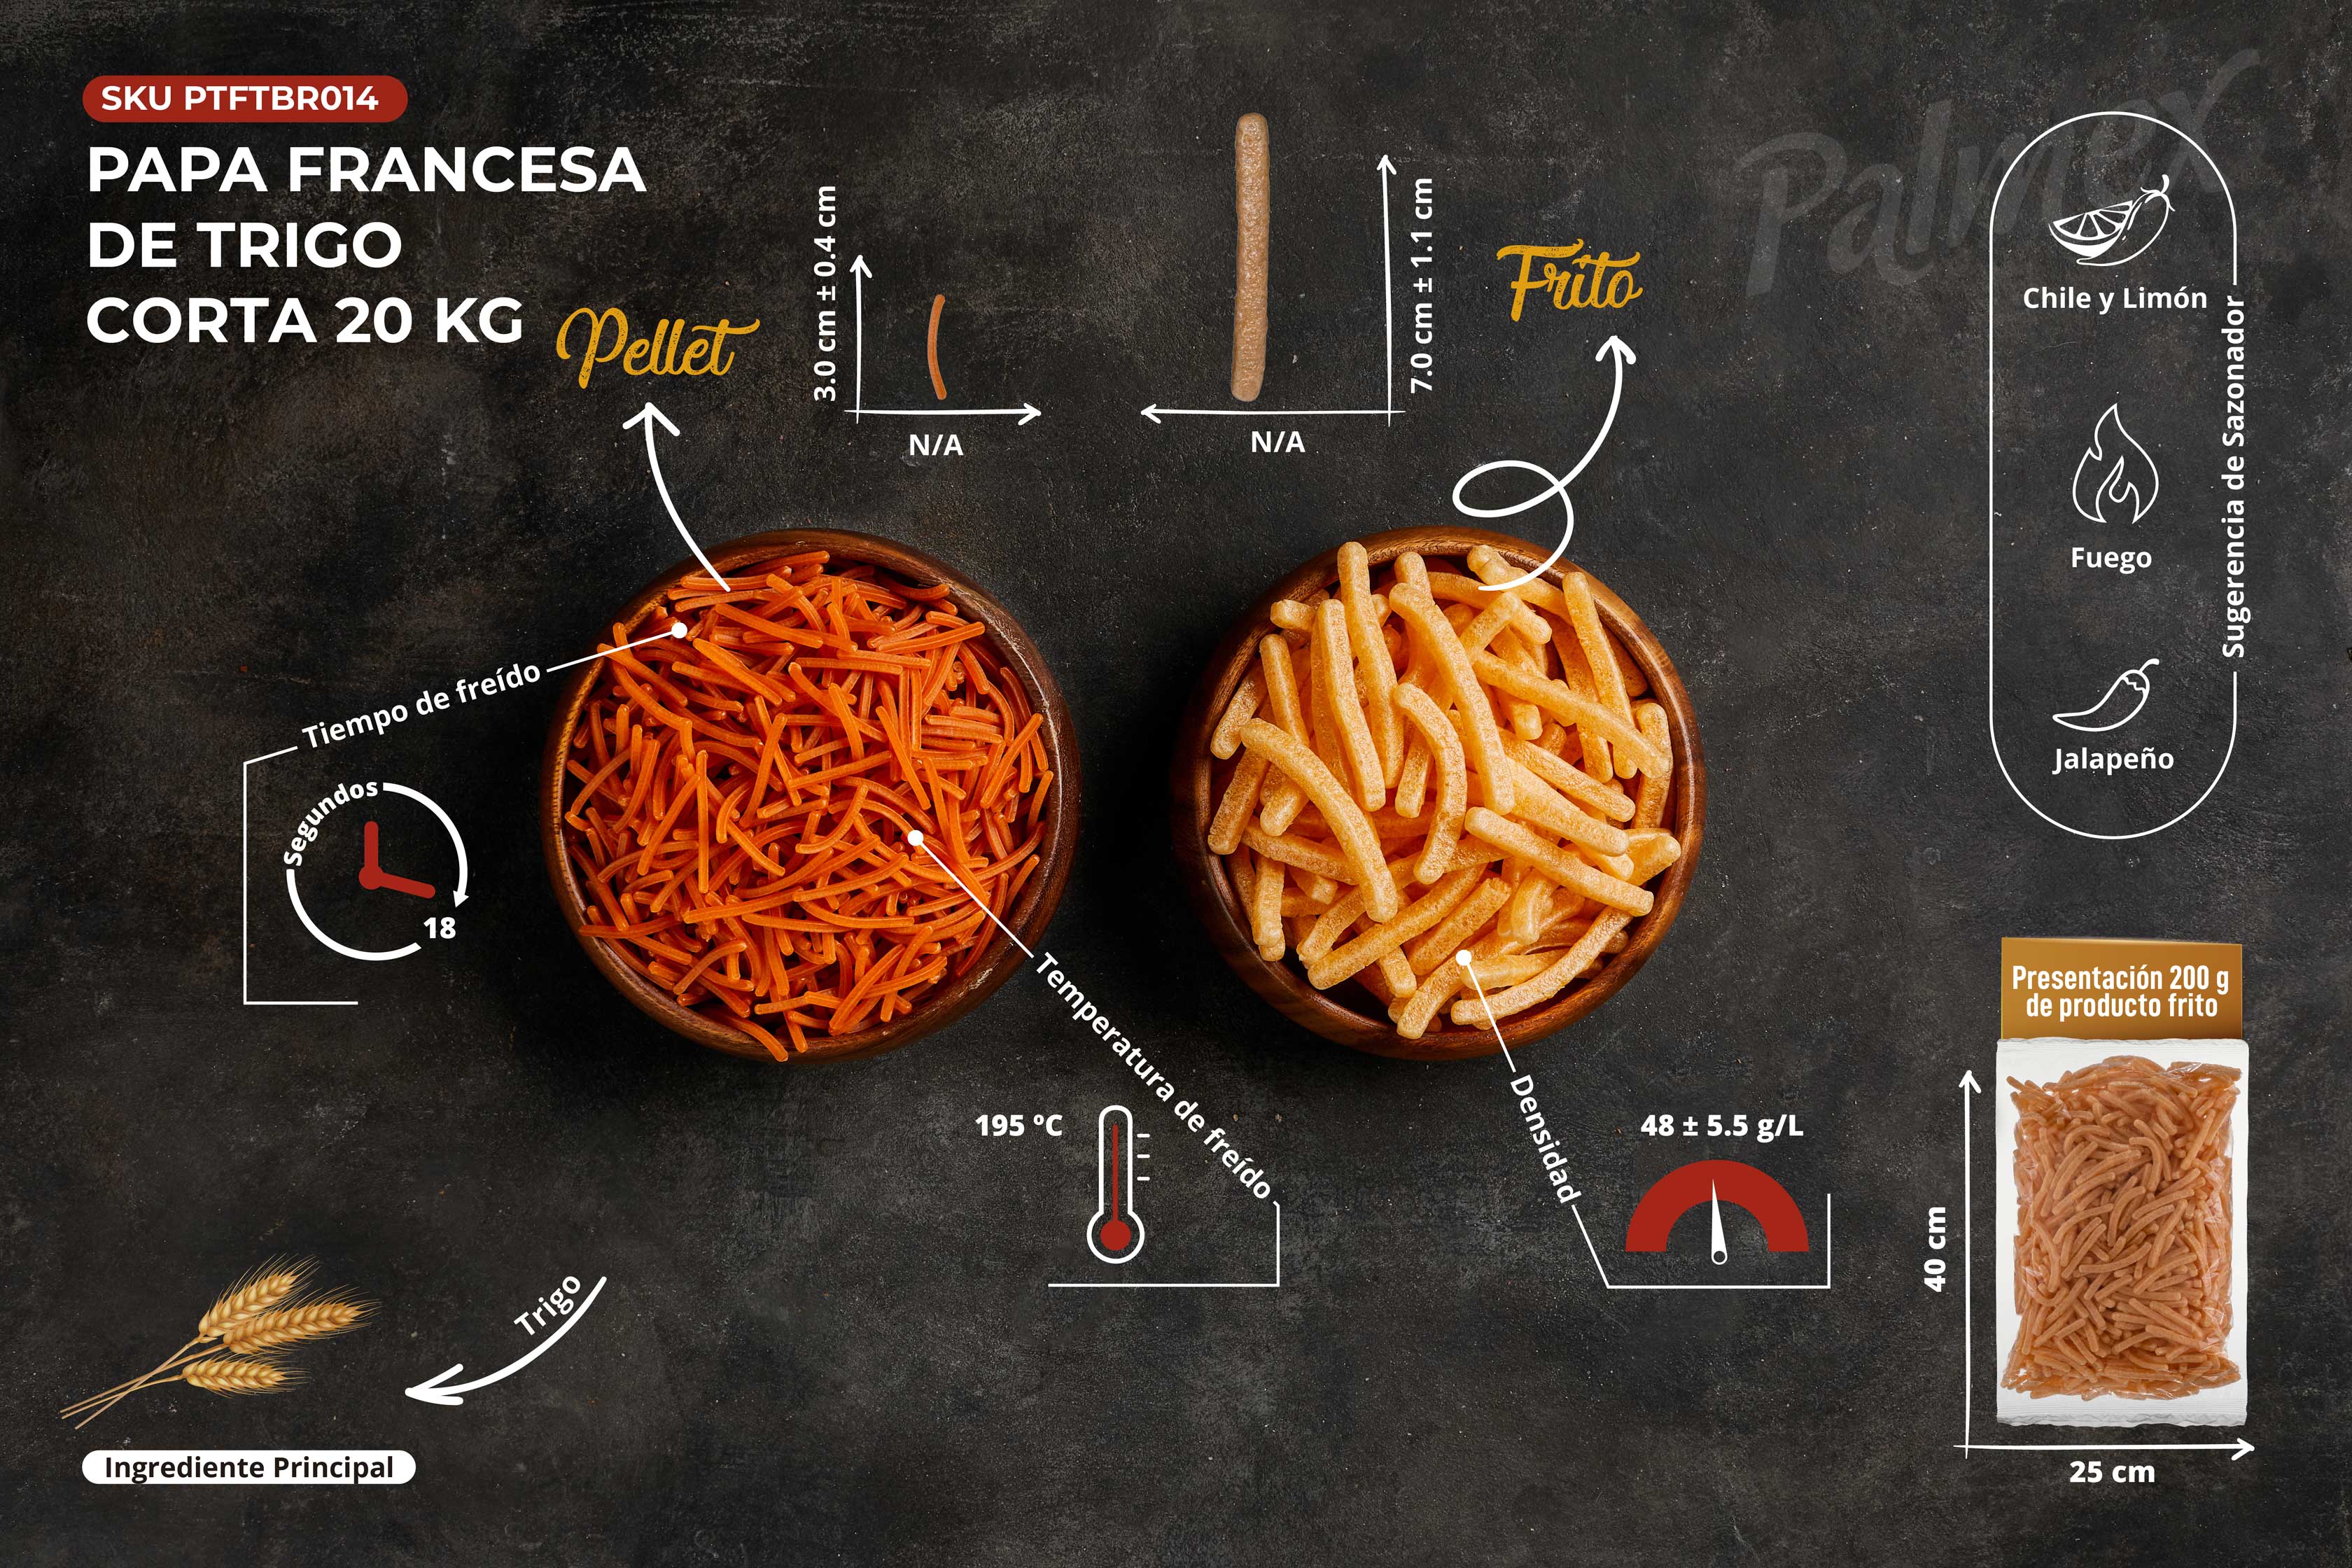 SKU PTFTBR014
PAPA FRANCESA
DE TRIGO
CORTA 20 KG
Pellet
3.0 cm ± 0.4 cm
N/A
7.0 cm ± 1.1 cm
N/A
Frito
Palmex
Chile y Limón
Fuego
Jalapeño
Sugerencia de Sazonador
Tiempo de freído
Segundos
18
Temperatura de freído
195 ºC
Densidad
48 ± 5.5 g/L
Presentación 200 g
de producto frito
40 cm
25 cm
Trigo
Ingrediente Principal